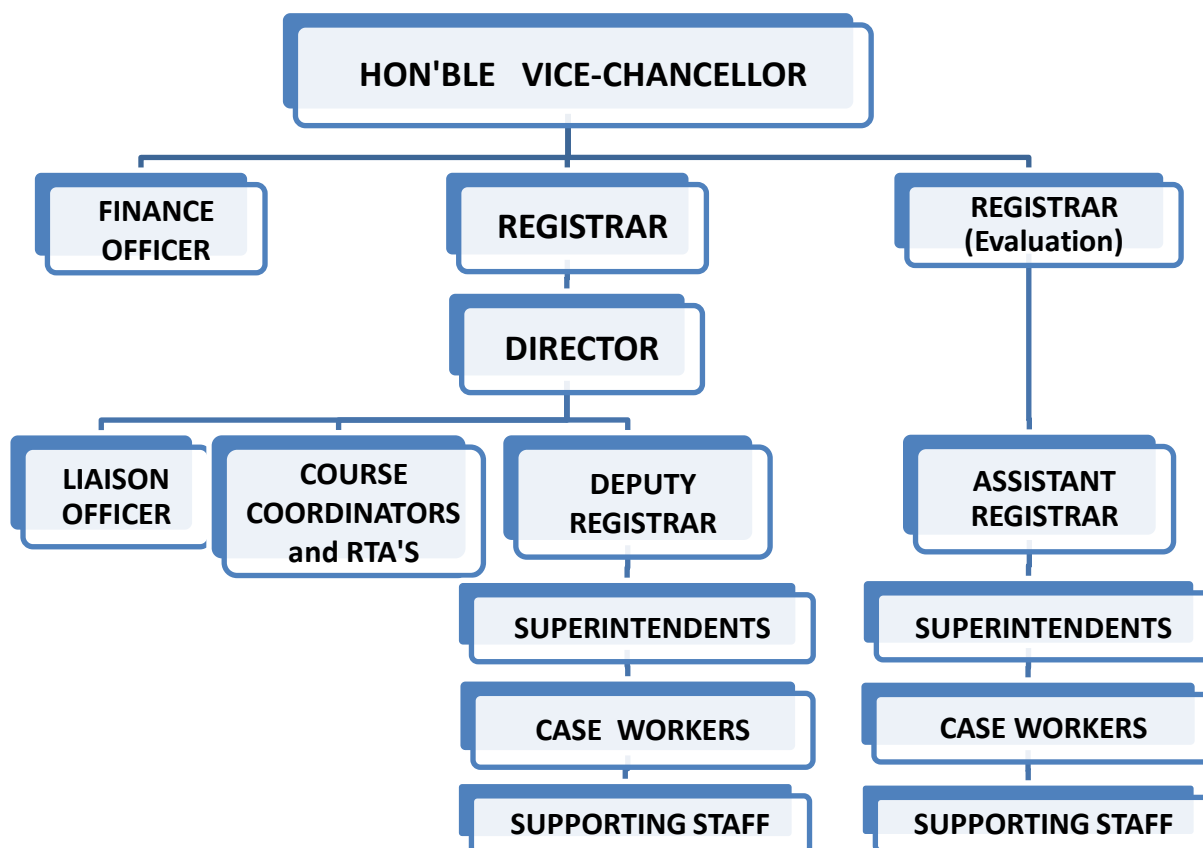 HON'BLE VICE-CHANCELLOR
FINANCE
OFFICER
REGISTRAR
REGISTRAR
(Evaluation)
DIRECTOR
LIAISON
OFFICER
COURSE
COORDINATORS
and RTA'S
DEPUTY
REGISTRAR
ASSISTANT
REGISTRAR
SUPERINTENDENTS
SUPERINTENDENTS
CASE WORKERS
CASE WORKERS
SUPPORTING STAFF
SUPPORTING STAFF